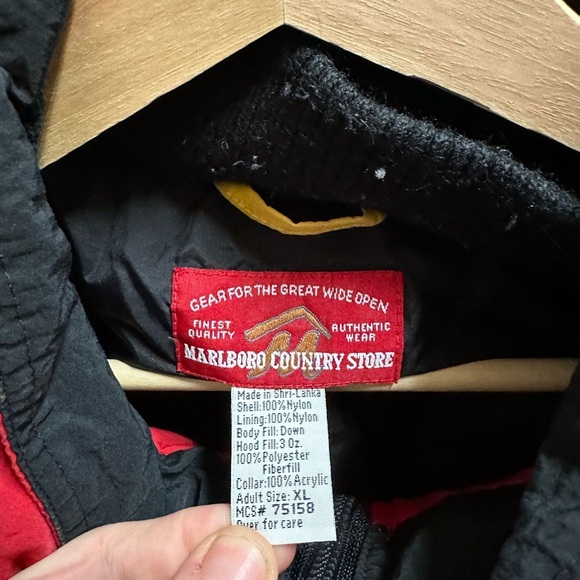 GEAR FOR THE GREAT WIDE OPEN
FINEST QUALITY
AUTHENTIC WEAR
M
MARLBORO COUNTRY STORE
Made in Shri-Lanka
Shell:100%Nylon
Lining:100%Nylon
Body Fill: Down
Hood Fill:3 Oz.
100%Polyester
Fiberfill
Collar:100%Acrylic
Adult Size: XL
MCS# 75158
Over for care